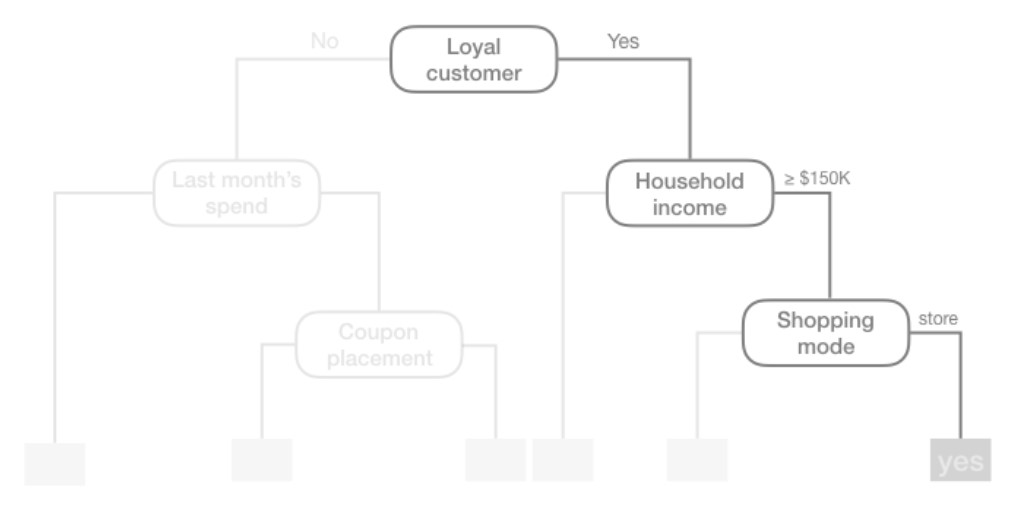 No
Loyal
customer
Yes
Last month's
spend
Household
income
≥ $150K
Coupon
placement
Shopping
mode
store
yes